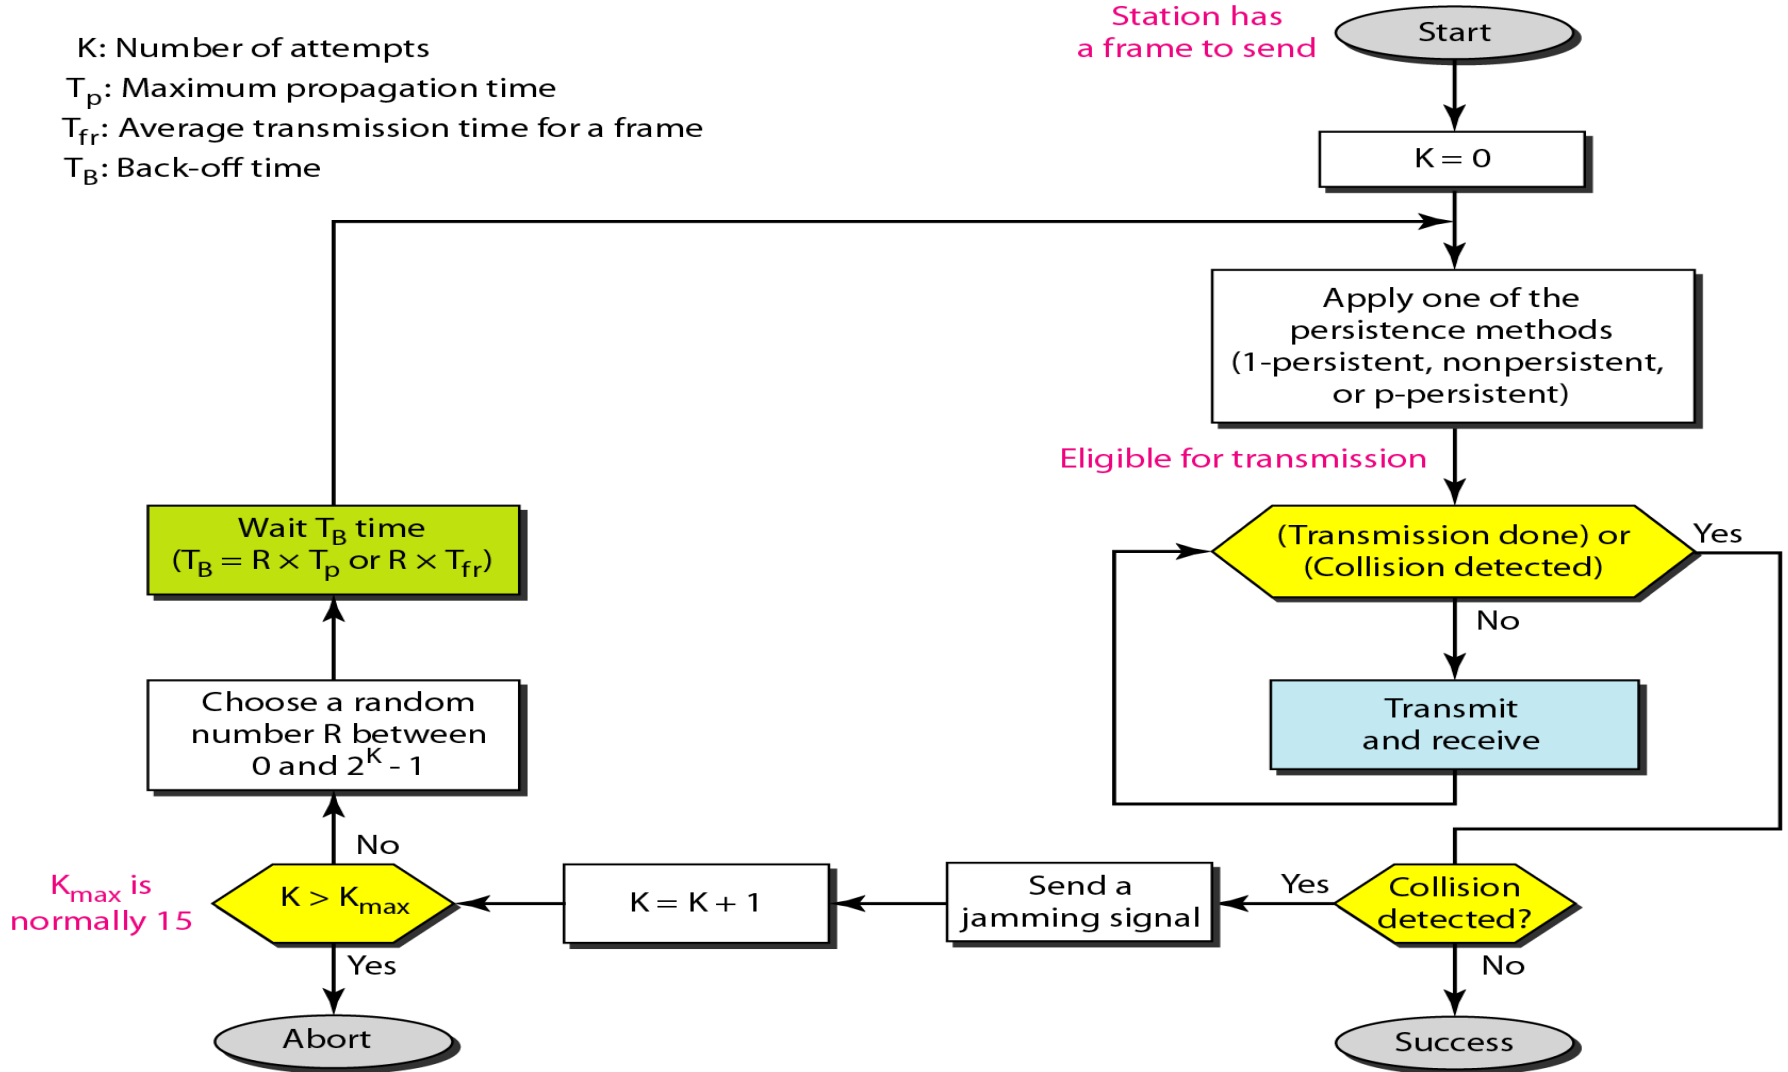 K: Number of attempts
Tp: Maximum propagation time
Tfr: Average transmission time for a frame
TB: Back-off time
Station has
a frame to send
Start
K = 0
Apply one of the
persistence methods
(1-persistent, nonpersistent,
or p-persistent)
Eligible for transmission
(Transmission done) or
(Collision detected)
Yes
No
Transmit
and receive
Collision
detected?
Yes
No
Success
Send a
jamming signal
K = K + 1
K > Kmax
Kmax is
normally 15
Yes
Abort
No
Choose a random
number R between
0 and 2^K - 1
Wait TB time
(TB = R × Tp or R × Tfr)